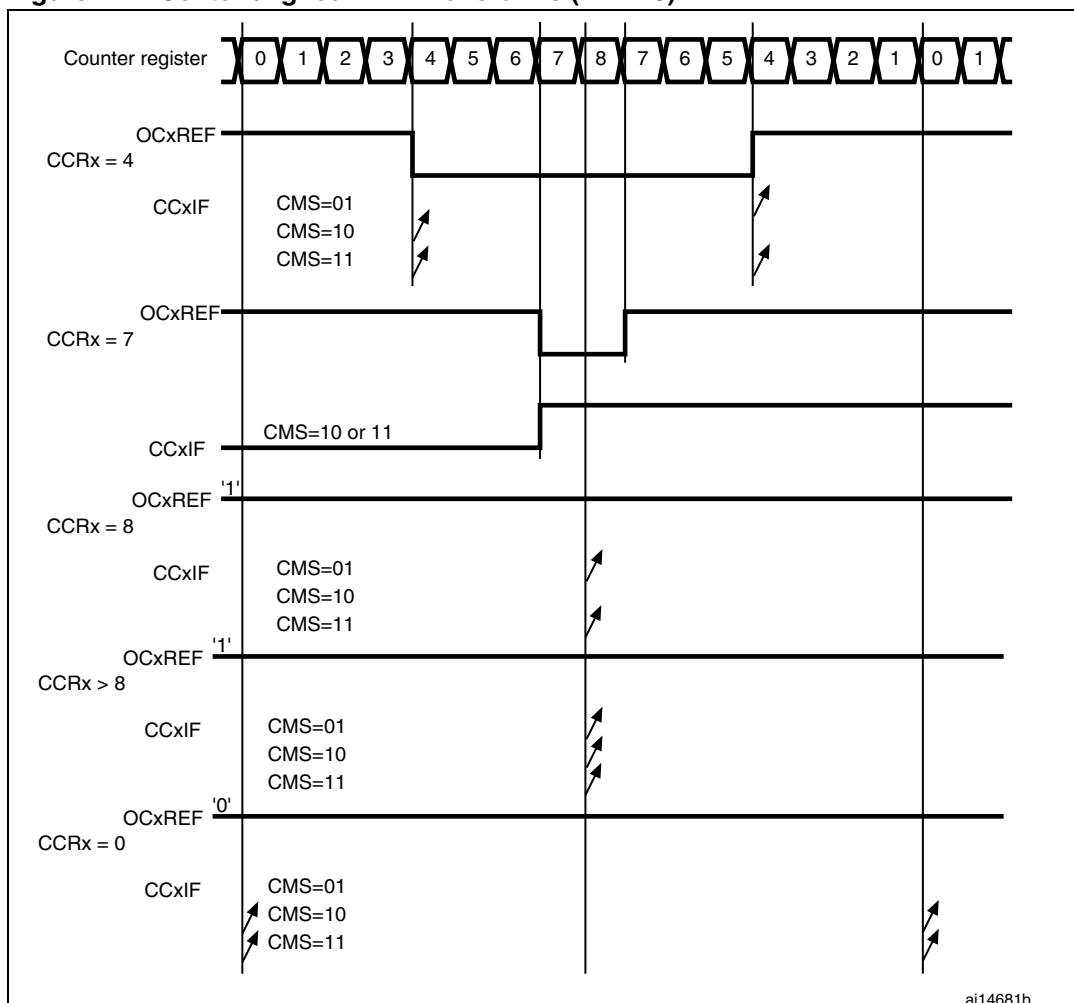 Counter register 0 1 2 3 4 5 6 7 8 7 6 5 4 3 2 1 0 1
OCxREF
CCRx = 4
CCxIF
CMS=01
CMS=10
CMS=11
OCxREF
CCRx = 7
CMS=10 or 11
CCxIF
'1'
OCxREF
CCRx = 8
CCxIF
CMS=01
CMS=10
CMS=11
'1'
OCxREF
CCRx > 8
CCxIF
CMS=01
CMS=10
CMS=11
'0'
OCxREF
CCRx = 0
CCxIF
CMS=01
CMS=10
CMS=11
ai14681b